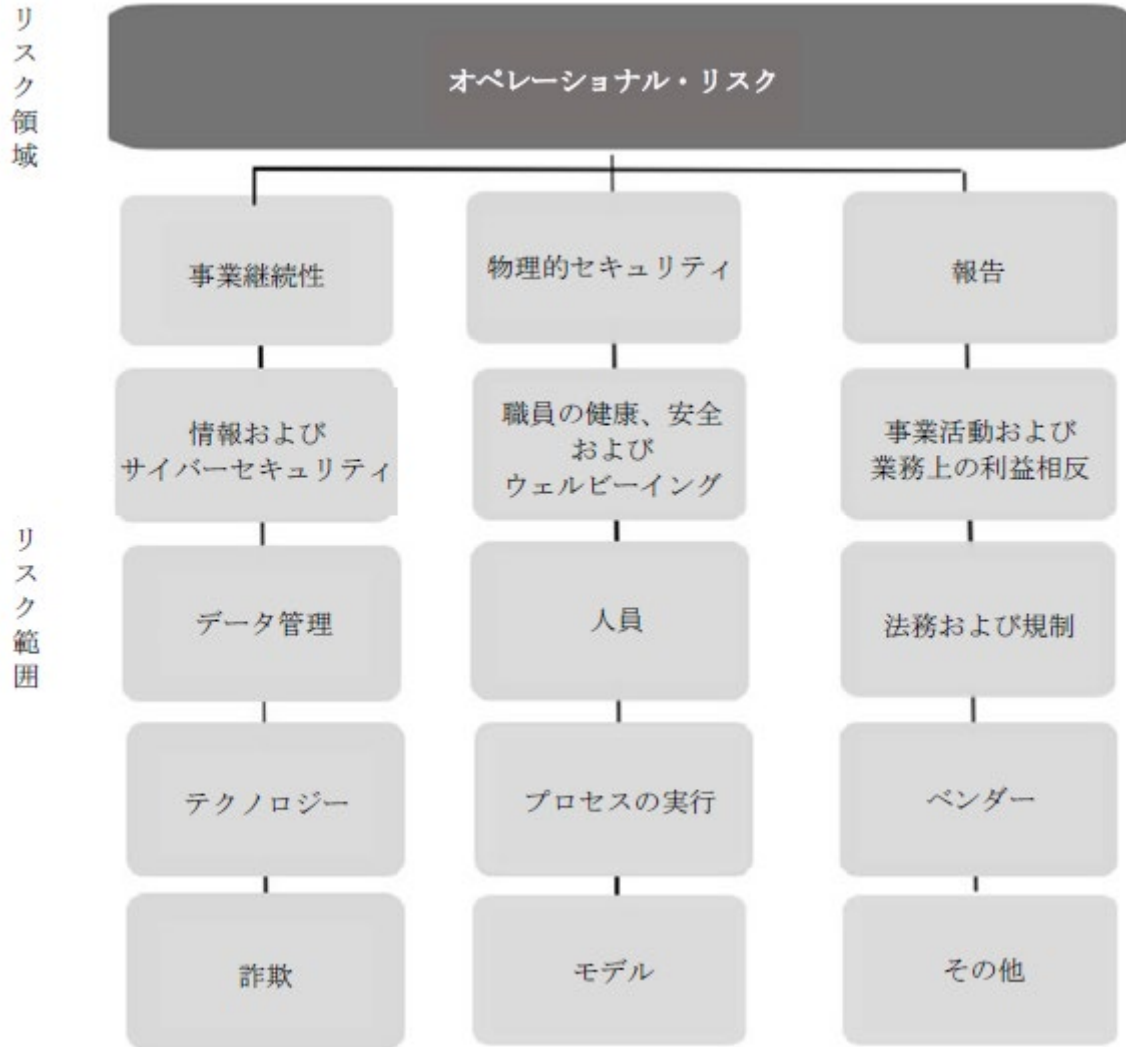 リスク領域
オペレーショナル・リスク
事業継続性
物理的セキュリティ
報告
情報および
サイバーセキュリティ
職員の健康、安全
および
ウェルビーイング
事業活動および
業務上の利益相反
リスク範囲
データ管理
人員
法務および規制
テクノロジー
プロセスの実行
ベンダー
詐欺
モデル
その他